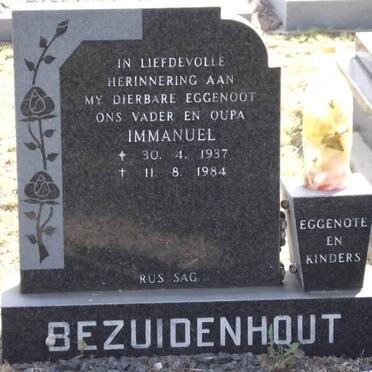 IN LIEFDEVOLLE
HERINNERING AAN
MY DIERBARE EGGENOOT
ONS VADER EN OUPA
IMMANUEL
* 30. 4. 1937
† 11. 8. 1984
RUS SAG
EGGENOTE
EN
KINDERS
BEZUIDENHOUT